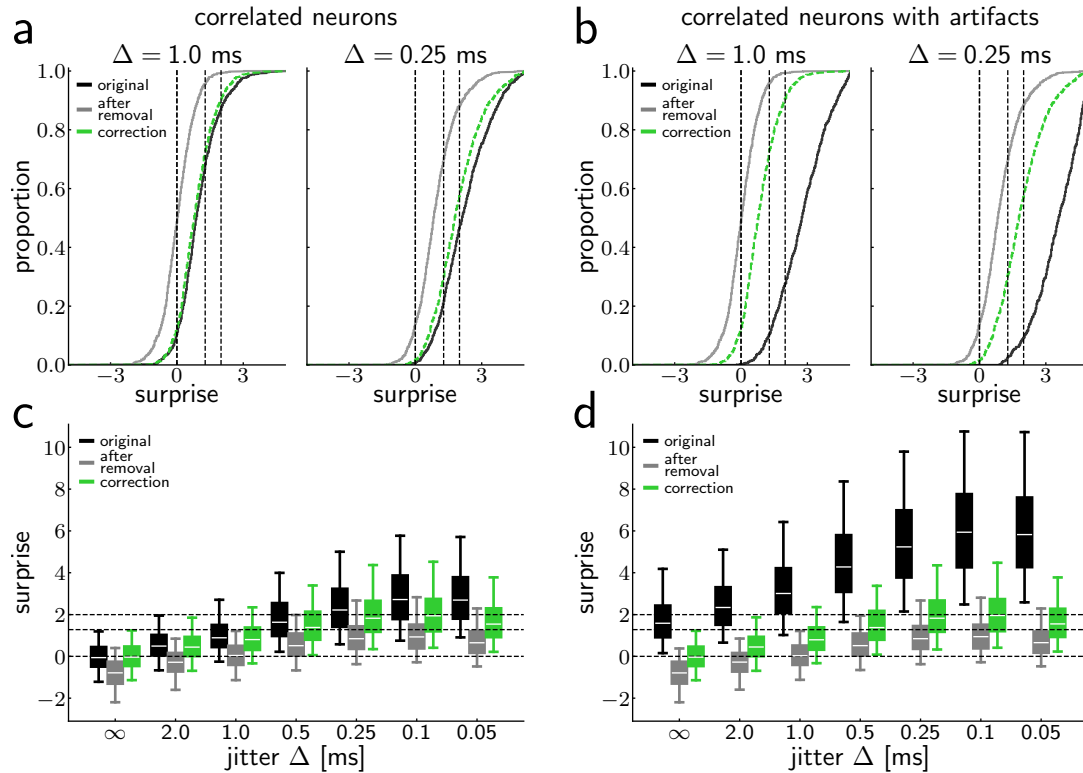 a
correlated neurons
Δ = 1.0 ms
Δ = 0.25 ms
original
after
removal
correction
proportion
1.0
0.8
0.6
0.4
0.2
0.0
−3 0 3
surprise
−3 0 3
surprise
b
correlated neurons with artifacts
Δ = 1.0 ms
Δ = 0.25 ms
original
after
removal
correction
proportion
1.0
0.8
0.6
0.4
0.2
0.0
−3 0 3
surprise
−3 0 3
surprise
c
original
after
removal
correction
surprise
10
8
6
4
2
0
−2
∞ 2.0 1.0 0.5 0.25 0.1 0.05
jitter Δ [ms]
d
original
after
removal
correction
surprise
10
8
6
4
2
0
−2
∞ 2.0 1.0 0.5 0.25 0.1 0.05
jitter Δ [ms]